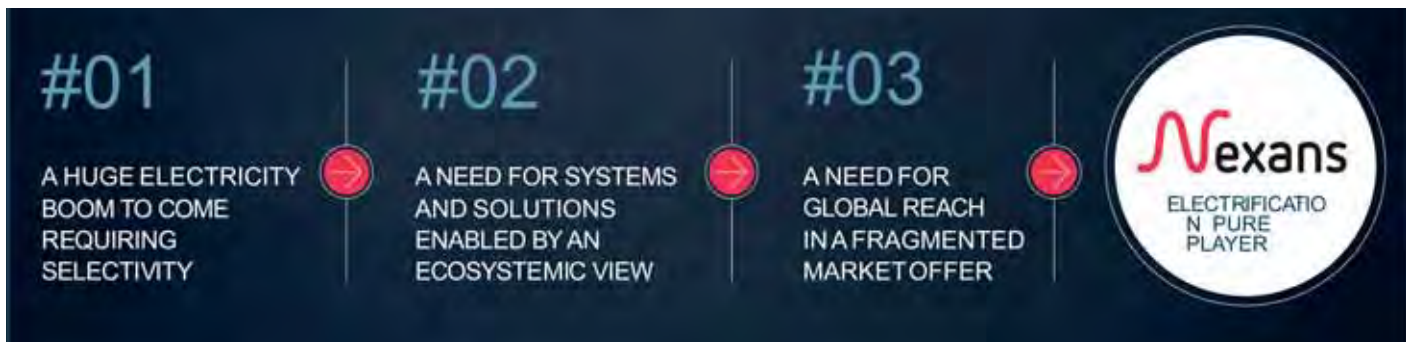 #01
A HUGE ELECTRICITY
BOOM TO COME
REQUIRING
SELECTIVITY
#02
A NEED FOR SYSTEMS
AND SOLUTIONS
ENABLED BY AN
ECOSYSTEMIC VIEW
#03
A NEED FOR
GLOBAL REACH
IN A FRAGMENTED
MARKET OFFER
Nexans
ELECTRIFICATIO
N PURE
PLAYER